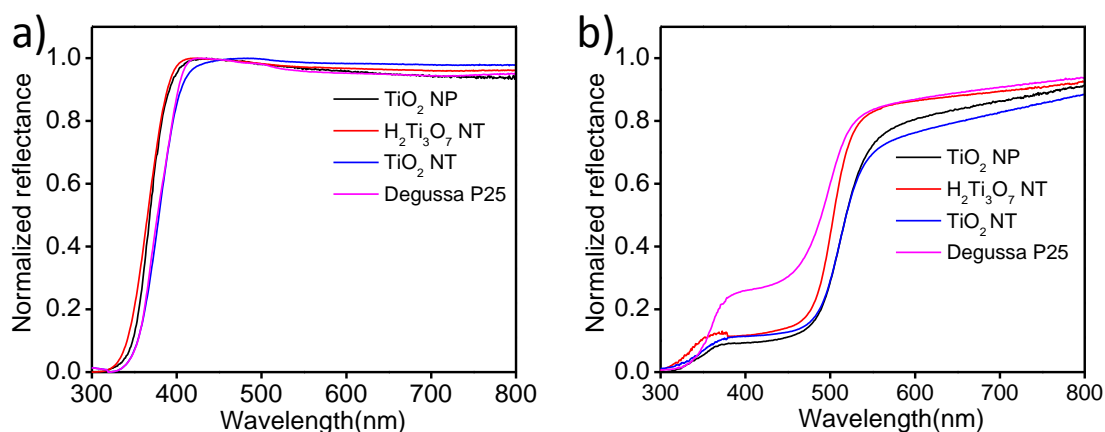 a)
Normalized reflectance
1.0
0.8
0.6
0.4
0.2
0.0
TiO2 NP
H2Ti3O7 NT
TiO2 NT
Degussa P25
300 400 500 600 700 800
Wavelength(nm)
b)
Normalized reflectance
1.0
0.8
0.6
0.4
0.2
0.0
TiO2 NP
H2Ti3O7 NT
TiO2 NT
Degussa P25
300 400 500 600 700 800
Wavelength(nm)